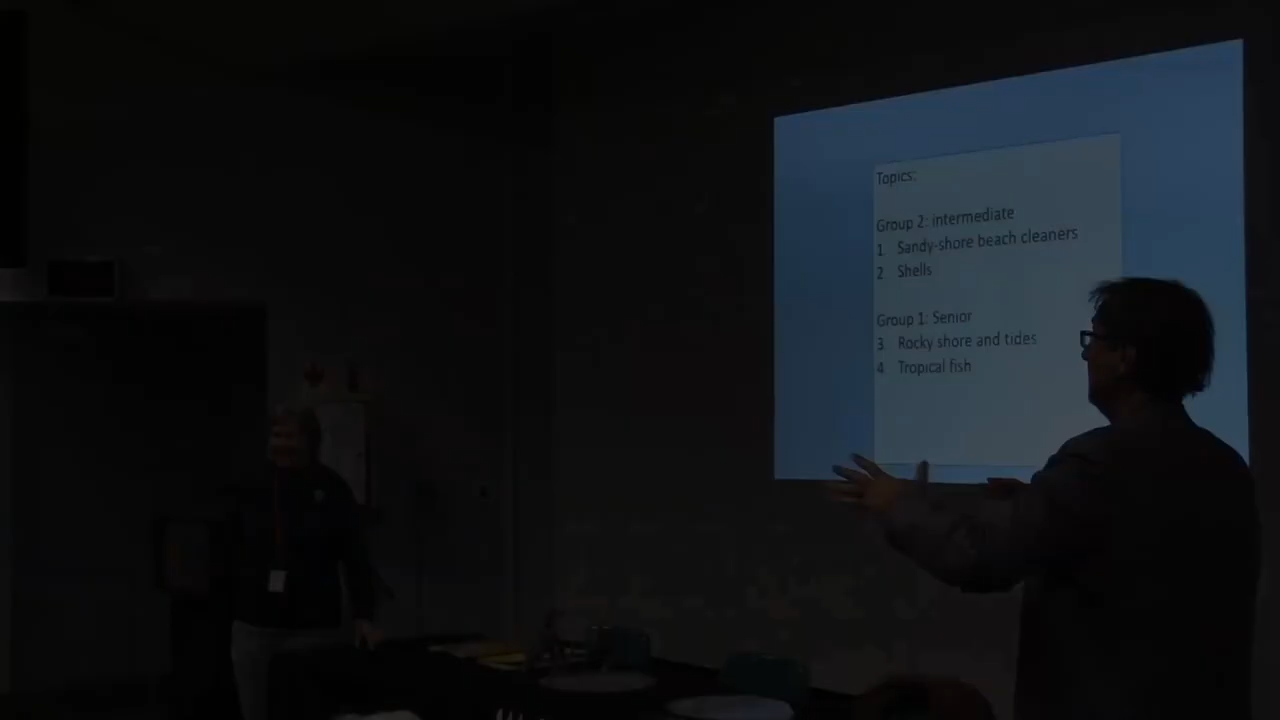 Topics:
Group 2: intermediate
1 Sandy-shore beach cleaners
2 Shells
Group 1: Senior
3 Rocky shore and tides
4 Tropical fish